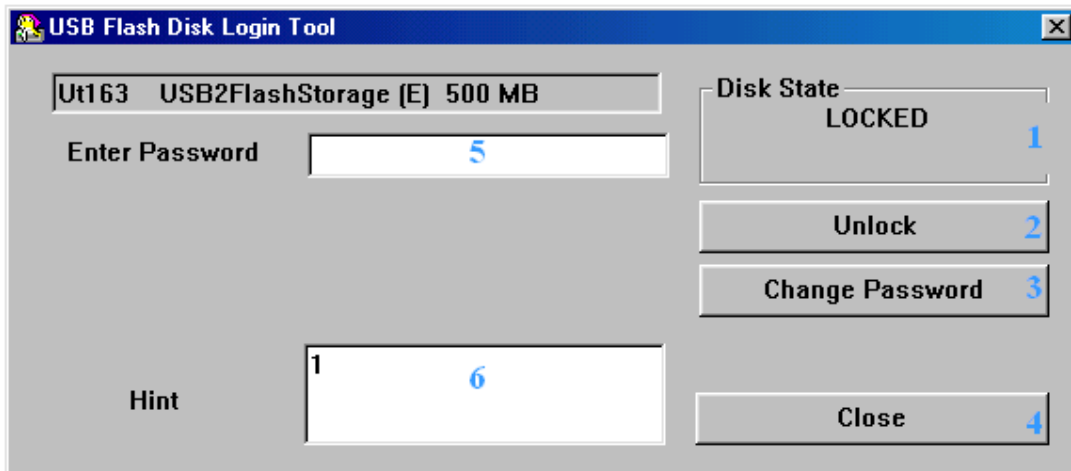 USB Flash Disk Login Tool
Ut163 USB2FlashStorage (E) 500 MB
Disk State
LOCKED
1
Enter Password
5
Unlock
2
Change Password
3
Hint
1
6
Close
4